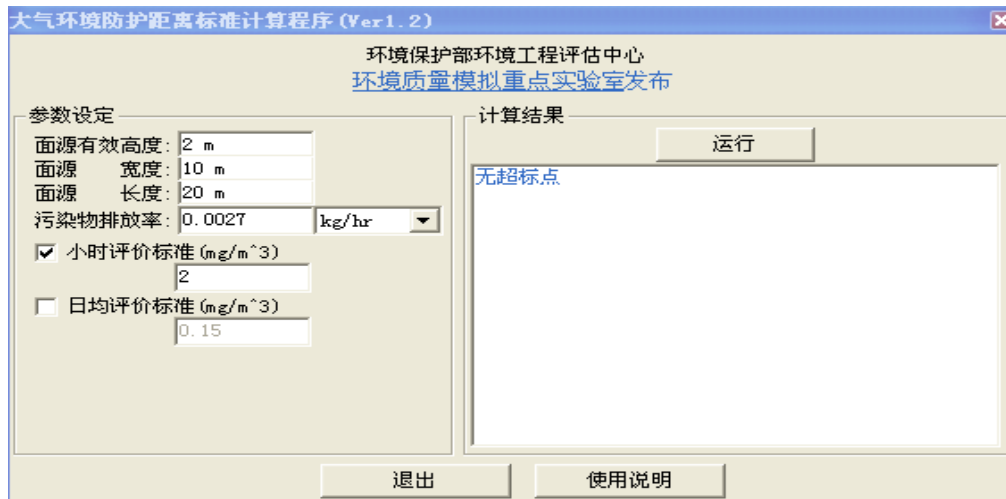 大气环境防护距离标准计算程序(Ver1.2)
环境保护部环境工程评估中心
环境质量模拟重点实验室发布
参数设定
面源有效高度: 2 m
面源 宽度: 10 m
面源 长度: 20 m
污染物排放率: 0.0027 kg/hr
小时评价标准(mg/m^3)
2
日均评价标准(mg/m^3)
0.15
计算结果
运行
无超标点
退出 使用说明